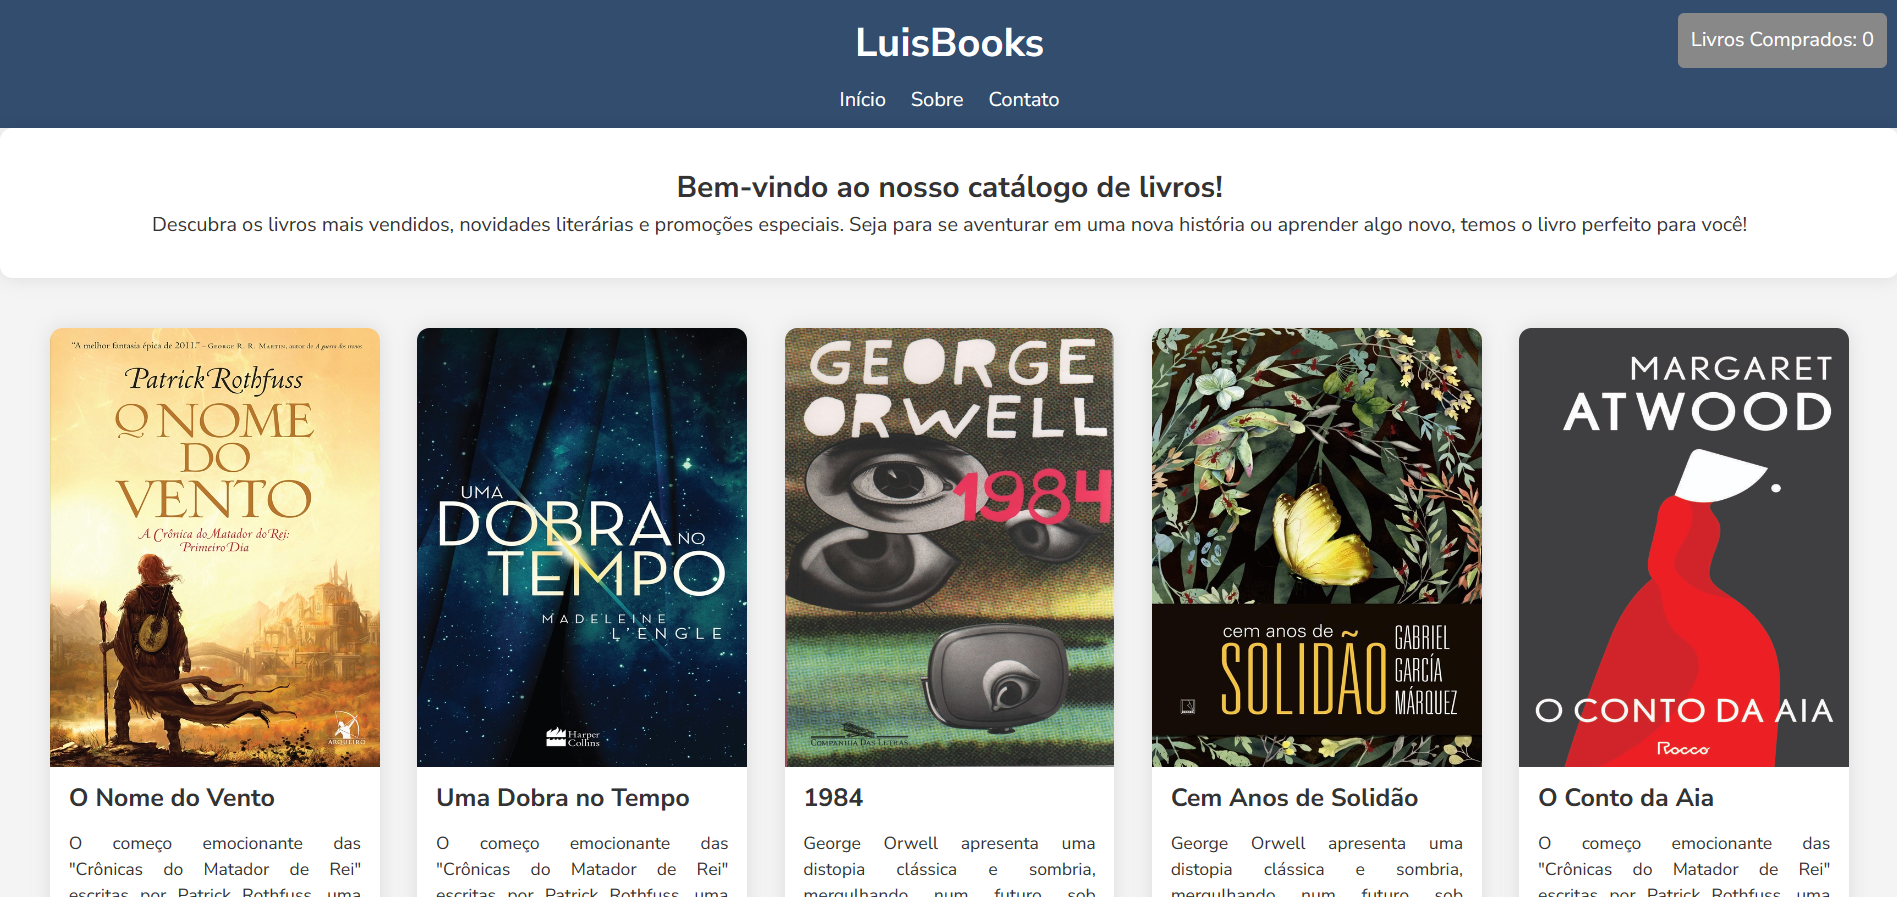 LuisBooks
Livros Comprados: 0
Início Sobre Contato
Bem-vindo ao nosso catálogo de livros!
Descubra os livros mais vendidos, novidades literárias e promoções especiais. Seja para se aventurar em uma nova história ou aprender algo novo, temos o livro perfeito para você!
"A melhor fantasia épica de 2011." - George R. R. Martin, autor de A guerra dos tronos
Patrick Rothfuss
O NOME
DO
VENTO
A Crônica do Matador do Rei:
Primeiro Dia
ARQUEIRO
O Nome do Vento
O começo emocionante das
"Crônicas do Matador de Rei"
escritas por Patrick Rothfuss uma
UMA
DOBRA NO
TEMPO
MADELEINE
L'ENGLE
Harper
Collins
Uma Dobra no Tempo
O começo emocionante das
"Crônicas do Matador de Rei"
escritas por Patrick Rothfuss uma
GEORGE
ORWELL
1984
Companhia Das Letras
1984
George Orwell apresenta uma
distopia clássica e sombria,
mergulhando num futuro sob
cem anos de
SOLIDÃO
GABRIEL
GARCÍA
MÁRQUEZ
Cem Anos de Solidão
George Orwell apresenta uma
distopia clássica e sombria,
mergulhando num futuro sob
MARGARET
ATWOOD
O CONTO DA AIA
Rocco
O Conto da Aia
O começo emocionante das
"Crônicas do Matador de Rei"
escritas por Patrick Rothfuss uma